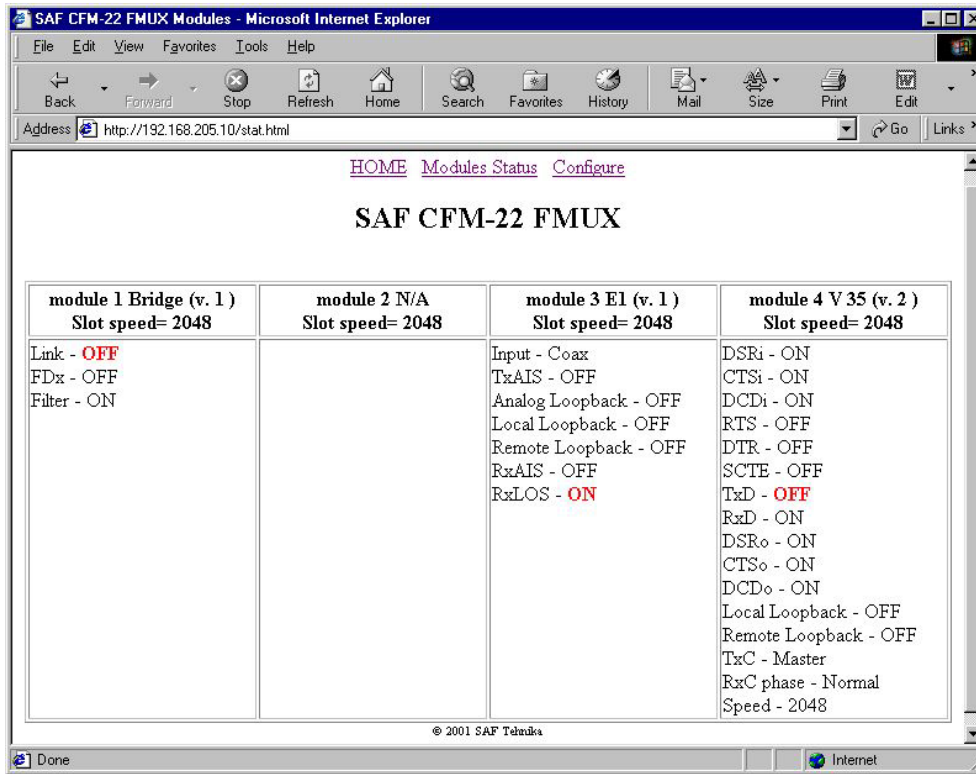 SAF CFM-22 FMUX Modules - Microsoft Internet Explorer
File Edit View Favorites Tools Help
Back Forward Stop Refresh Home Search Favorites History Mail Size Print Edit
Address http://192.168.205.10/stat.html Go Links
HOME Modules Status Configure
SAF CFM-22 FMUX
module 1 Bridge (v. 1 )
Slot speed= 2048
module 2 N/A
Slot speed= 2048
module 3 E1 (v. 1 )
Slot speed= 2048
module 4 V 35 (v. 2 )
Slot speed= 2048
Link - OFF
FDx - OFF
Filter - ON
Input - Coax
TxAIS - OFF
Analog Loopback - OFF
Local Loopback - OFF
Remote Loopback - OFF
RxAIS - OFF
RxLOS - ON
DSRi - ON
CTSi - ON
DCDi - ON
RTS - OFF
DTR - OFF
SCTE - OFF
TxD - OFF
RxD - ON
DSRo - ON
CTSo - ON
DCDo - ON
Local Loopback - OFF
Remote Loopback - OFF
TxC - Master
RxC phase - Normal
Speed - 2048
© 2001 SAF Tehnika
Done Internet